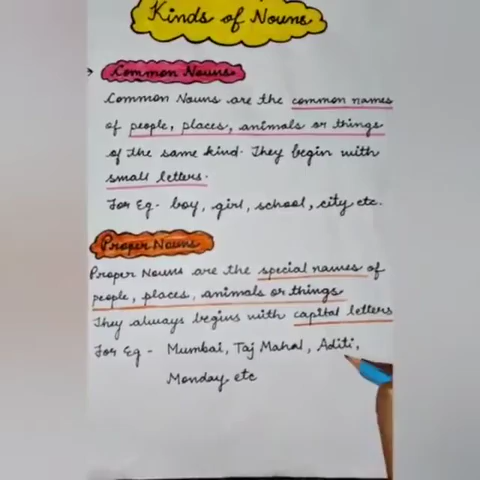 Kinds of Nouns
Common Nouns
Common Nouns are the common names
of people, places, animals or things
of the same kind. They begin with
small letters.
For Eg- boy, girl, school, city etc.
Proper Nouns
Proper Nouns are the special names of
people, places, animals or things
They always begins with capital letters
For Eg - Mumbai, Taj Mahal, Aditi,
Monday etc